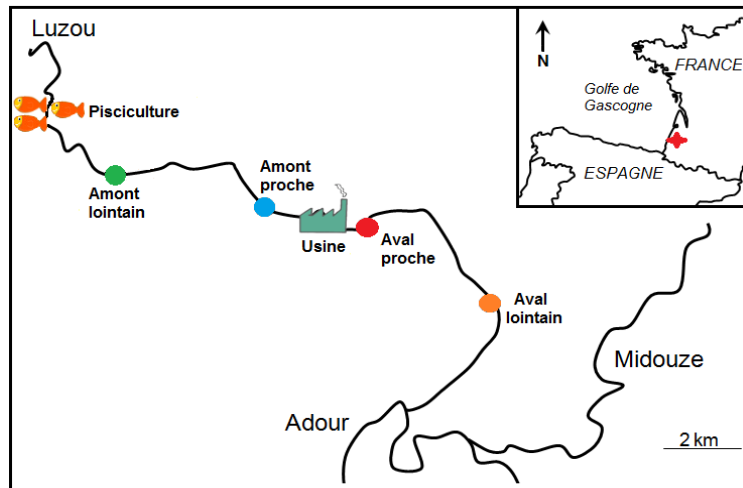 Luzou
Pisciculture
Amont
lointain
Amont
proche
Usine
Aval
proche
Aval
lointain
Midouze
Adour
2 km
N
FRANCE
Golfe de
Gascogne
ESPAGNE